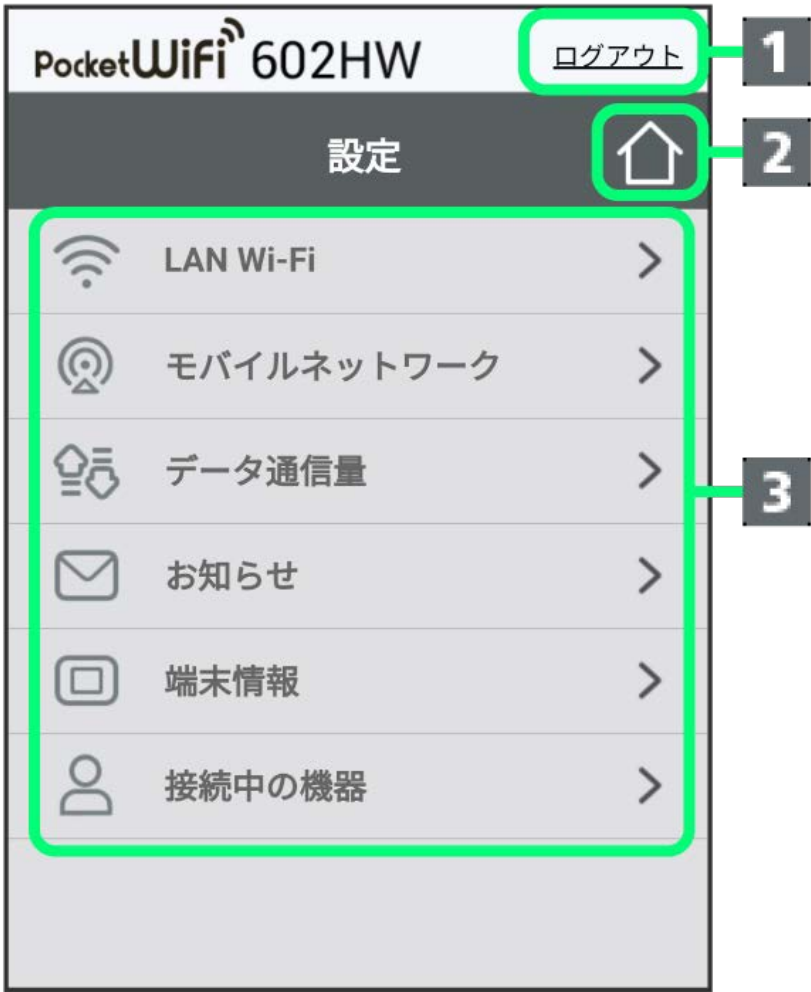 PocketWiFi 602HW
ログアウト
1
設定
2
LAN Wi-Fi
モバイルネットワーク
データ通信量
3
お知らせ
端末情報
接続中の機器